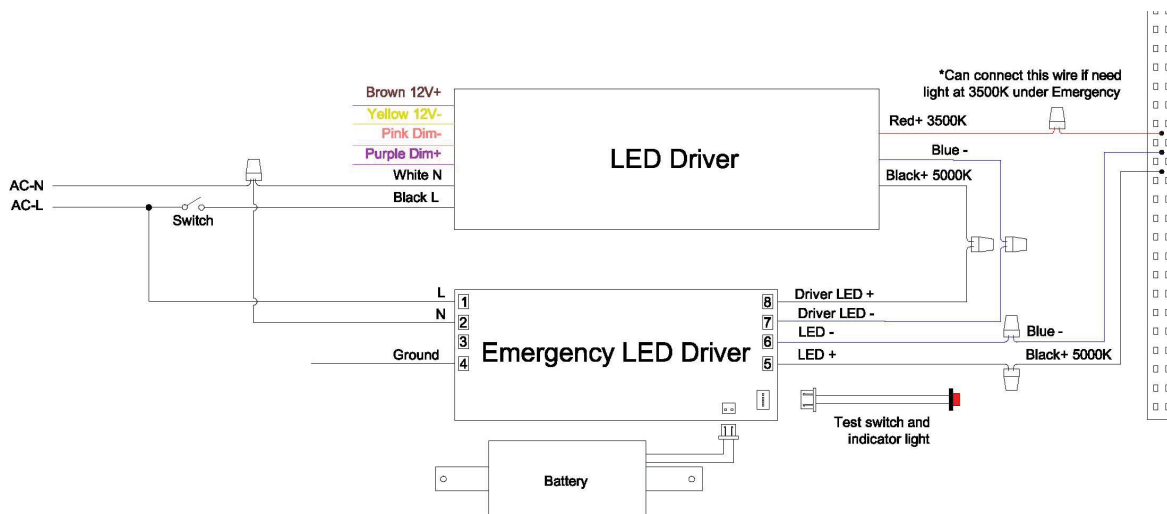 *Can connect this wire if need
light at 3500K under Emergency
Brown 12V+
Yellow 12V-
Pink Dim-
Purple Dim+
White N
Black L
AC-N
AC-L
Switch
LED Driver
Red+ 3500K
Blue -
Black+ 5000K
L
N
Ground
1
2
3
4
Emergency LED Driver
8
7
6
5
Driver LED +
Driver LED -
LED -
LED +
Blue -
Black+ 5000K
Test switch and
indicator light
Battery